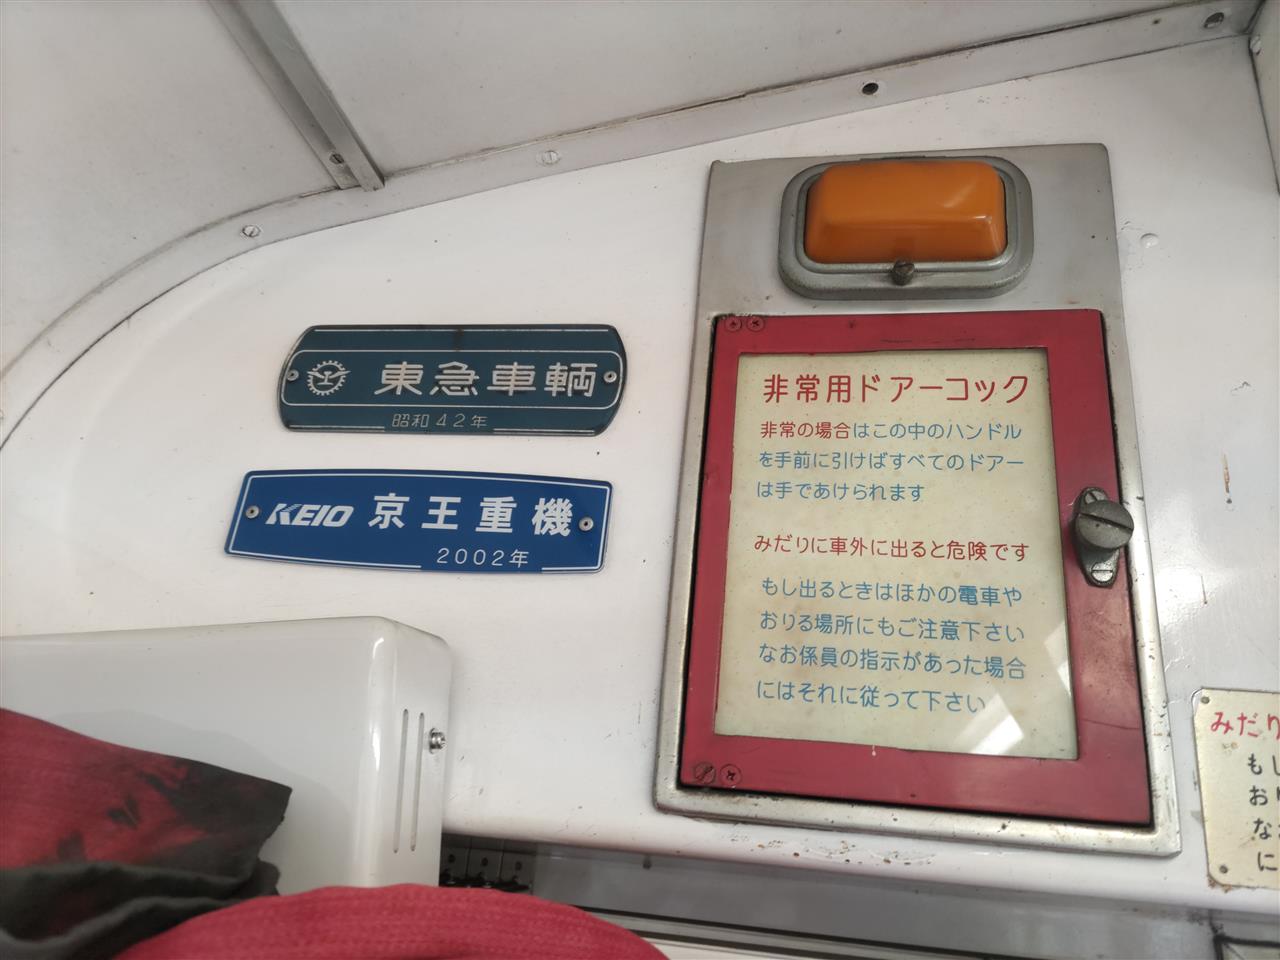 東急車輌
昭和42年
KEIO 京王重機
2002年
非常用ドアーコック
非常の場合はこの中のハンドル
を手前に引けばすべてのドアー
は手であけられます
みだりに車外に出ると危険です
もし出るときはほかの電車や
おりる場所にもご注意下さい
なお係員の指示があった場合
にはそれに従って下さい
みだり
もし
おり
な
に